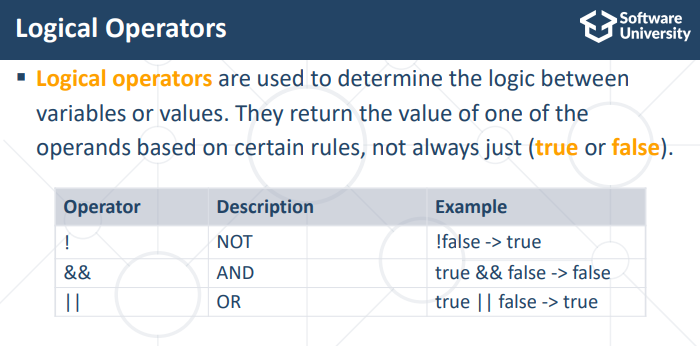 Logical Operators
Software
University
▪ Logical operators are used to determine the logic between
variables or values. They return the value of one of the
operands based on certain rules, not always just (true or false).
Operator Description Example
! NOT !false -> true
&& AND true && false -> false
|| OR true || false -> true